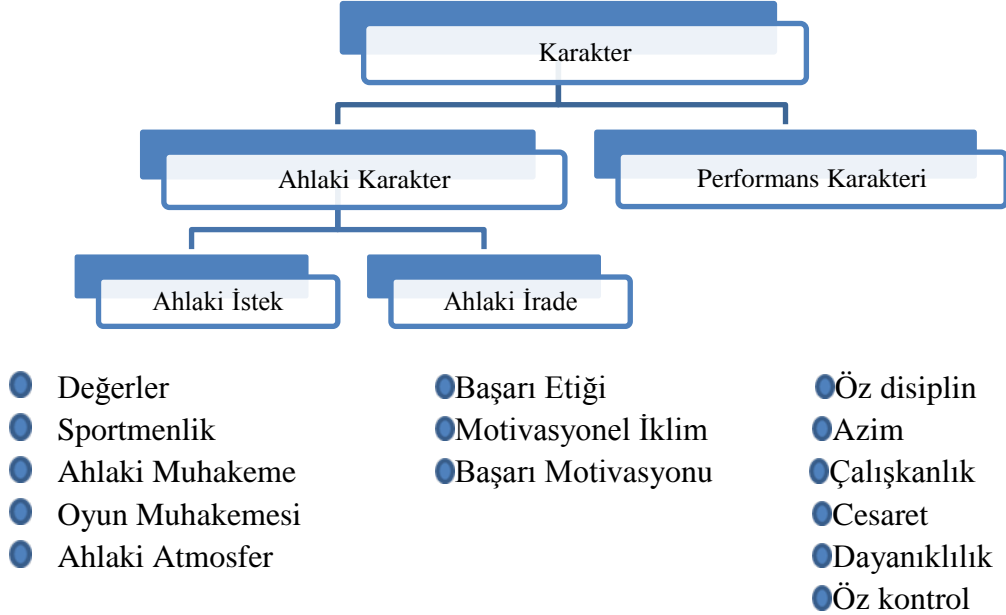 Karakter
Ahlaki Karakter
Performans Karakteri
Ahlaki İstek
Ahlaki İrade
Değerler
Sportmenlik
Ahlaki Muhakeme
Oyun Muhakemesi
Ahlaki Atmosfer
Başarı Etiği
Motivasyonel İklim
Başarı Motivasyonu
Öz disiplin
Azim
Çalışkanlık
Cesaret
Dayanıklılık
Öz kontrol